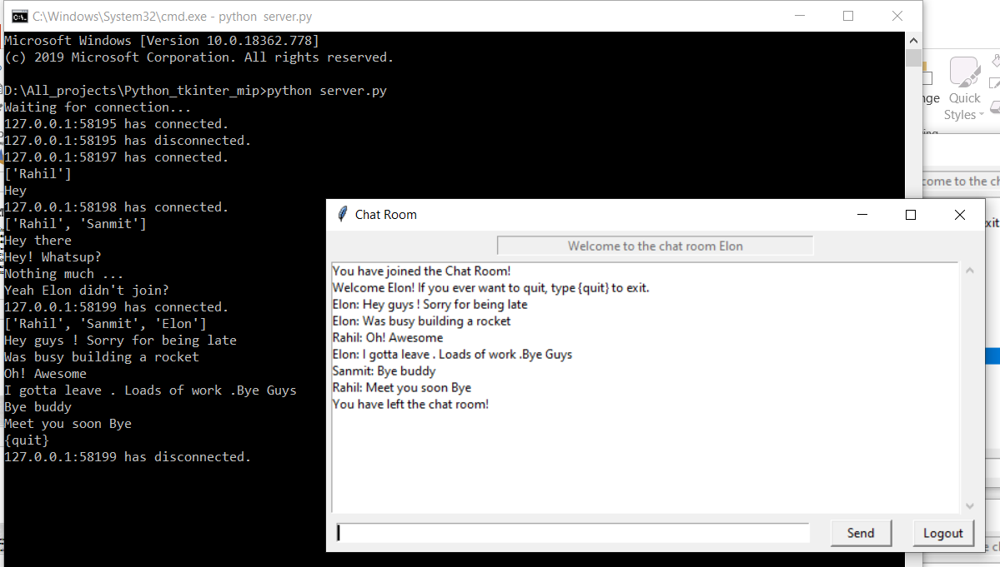 C:\Windows\System32\cmd.exe - python  server.py
Microsoft Windows [Version 10.0.18362.778]
(c) 2019 Microsoft Corporation. All rights reserved.
D:\All_projects\Python_tkinter_mip>python server.py
Waiting for connection...
127.0.0.1:58195 has connected.
127.0.0.1:58195 has disconnected.
127.0.0.1:58197 has connected.
['Rahil']
Hey
127.0.0.1:58198 has connected.
['Rahil', 'Sanmit']
Hey there
Hey! Whatsup?
Nothing much ...
Yeah Elon didn't join?
127.0.0.1:58199 has connected.
['Rahil', 'Sanmit', 'Elon']
Hey guys ! Sorry for being late
Was busy building a rocket
Oh! Awesome
I gotta leave . Loads of work .Bye Guys
Bye buddy
Meet you soon Bye
{quit}
127.0.0.1:58199 has disconnected.
Chat Room
Welcome to the chat room Elon
You have joined the Chat Room!
Welcome Elon! If you ever want to quit, type {quit} to exit.
Elon: Hey guys ! Sorry for being late
Elon: Was busy building a rocket
Rahil: Oh! Awesome
Elon: I gotta leave . Loads of work .Bye Guys
Sanmit: Bye buddy
Rahil: Meet you soon Bye
You have left the chat room!
Send
Logout
Quick
Styles
come to the ch
xit